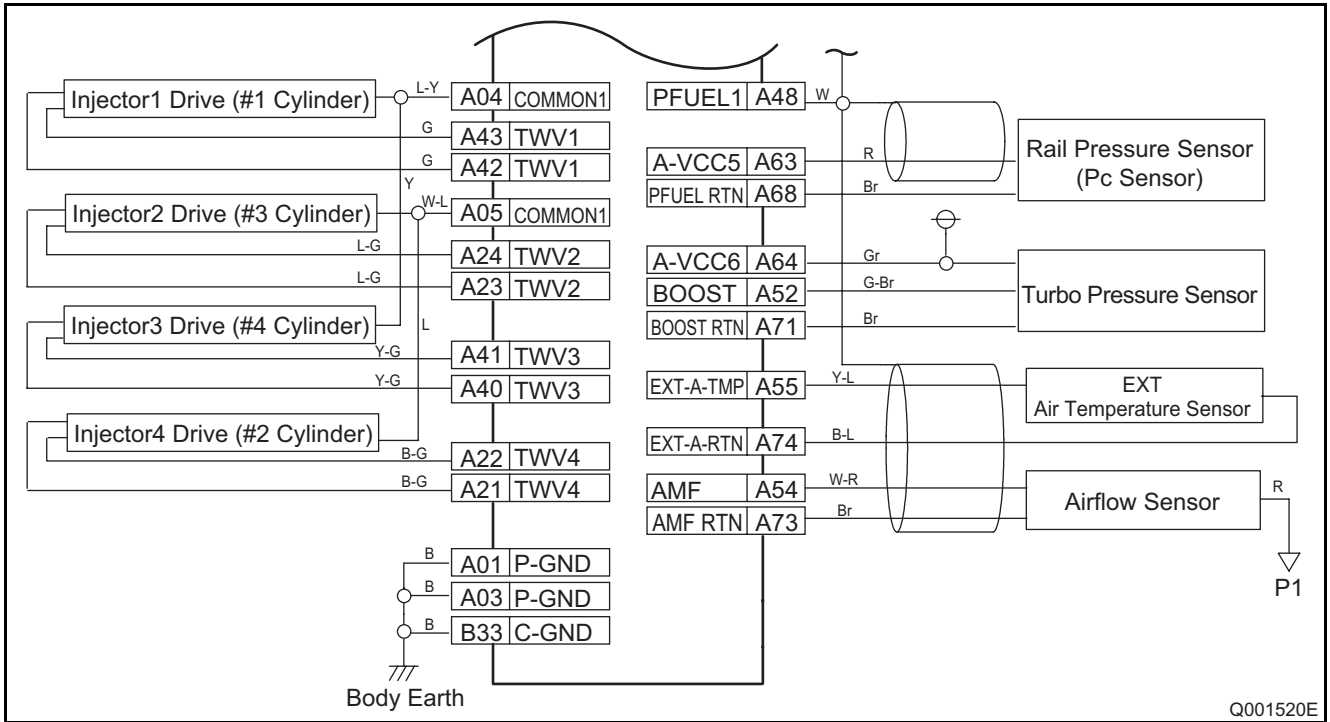 Injector1 Drive (#1 Cylinder)
L-Y
A04 COMMON1
G
A43 TWV1
G
A42 TWV1
Y
Injector2 Drive (#3 Cylinder)
W-L
A05 COMMON1
L-G
A24 TWV2
L-G
A23 TWV2
Injector3 Drive (#4 Cylinder)
L
Y-G
A41 TWV3
Y-G
A40 TWV3
Injector4 Drive (#2 Cylinder)
B-G
A22 TWV4
B-G
A21 TWV4
B
A01 P-GND
B
A03 P-GND
B
B33 C-GND
Body Earth
PFUEL1 A48
W
A-VCC5 A63
R
PFUEL RTN A68
Br
Rail Pressure Sensor
(Pc Sensor)
A-VCC6 A64
Gr
BOOST A52
G-Br
BOOST RTN A71
Br
Turbo Pressure Sensor
EXT-A-TMP A55
Y-L
EXT
Air Temperature Sensor
EXT-A-RTN A74
B-L
AMF A54
W-R
AMF RTN A73
Br
Airflow Sensor
R
P1
Q001520E